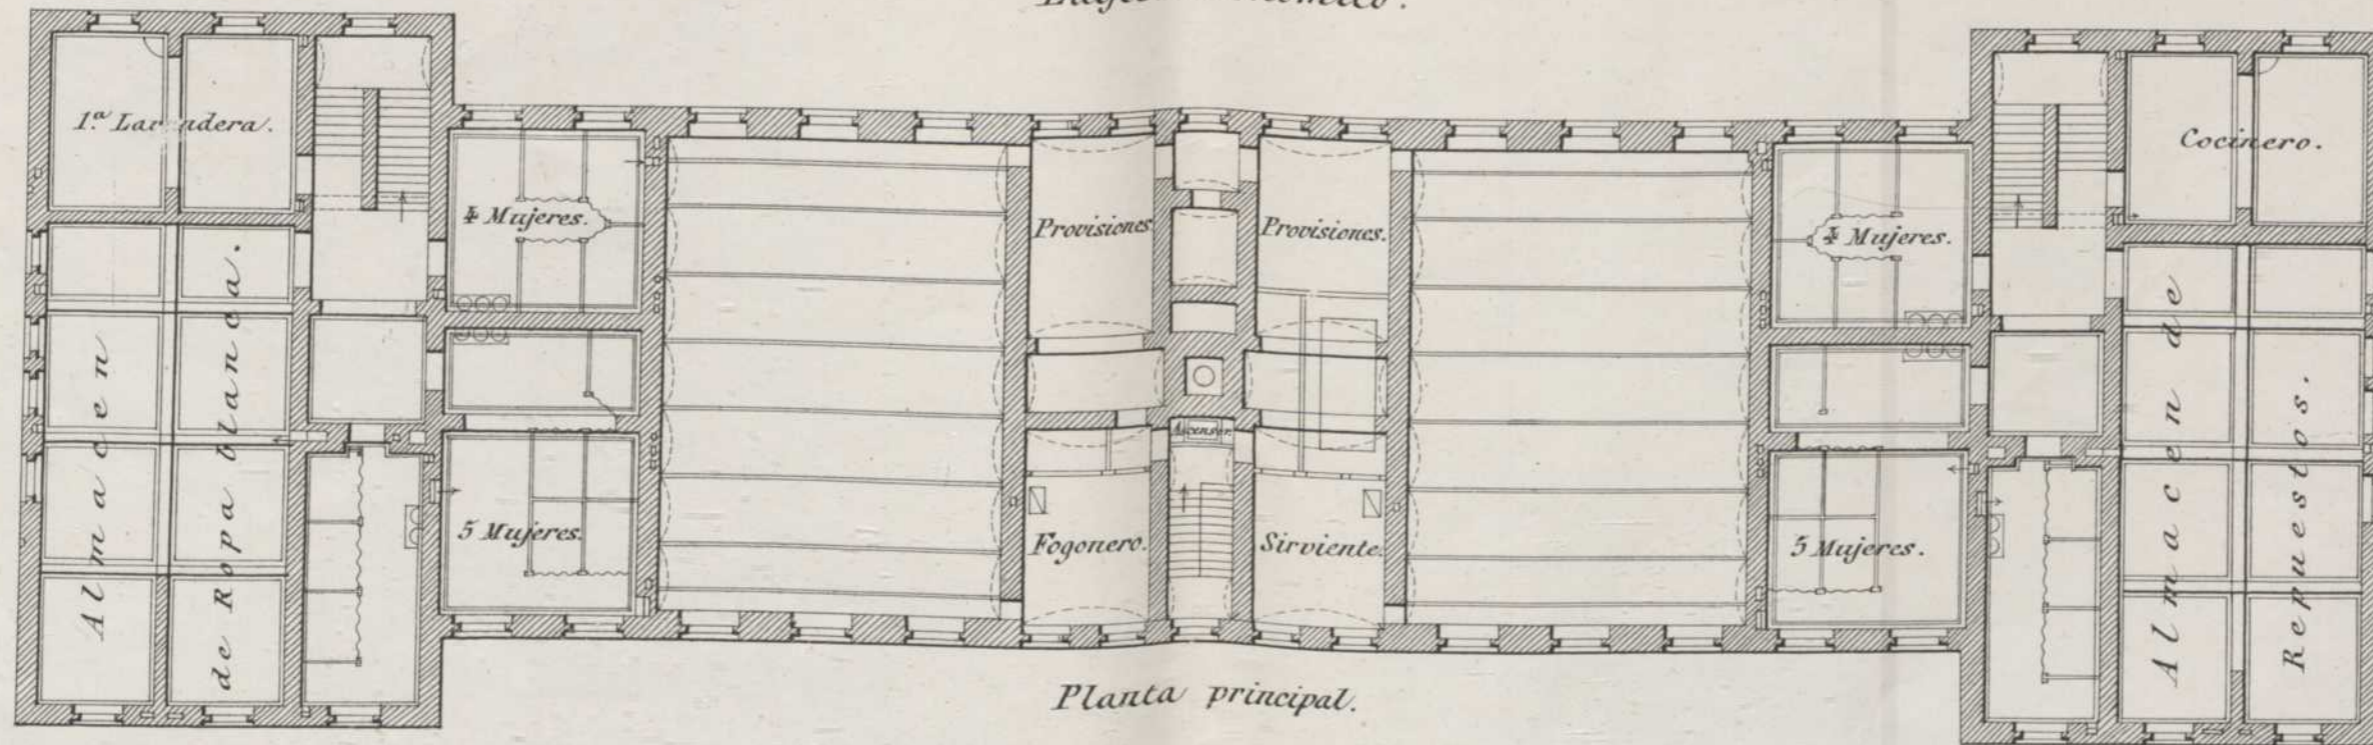 1.ª Lavandera.
Cocinero.
4 Mujeres.
Provisiones
Provisiones.
4 Mujeres.
Almacen
de Ropa blanca.
Almacen de
Repuestos.
Ascensor.
5 Mujeres.
Fogonero.
Sirviente.
5 Mujeres.
Planta principal.